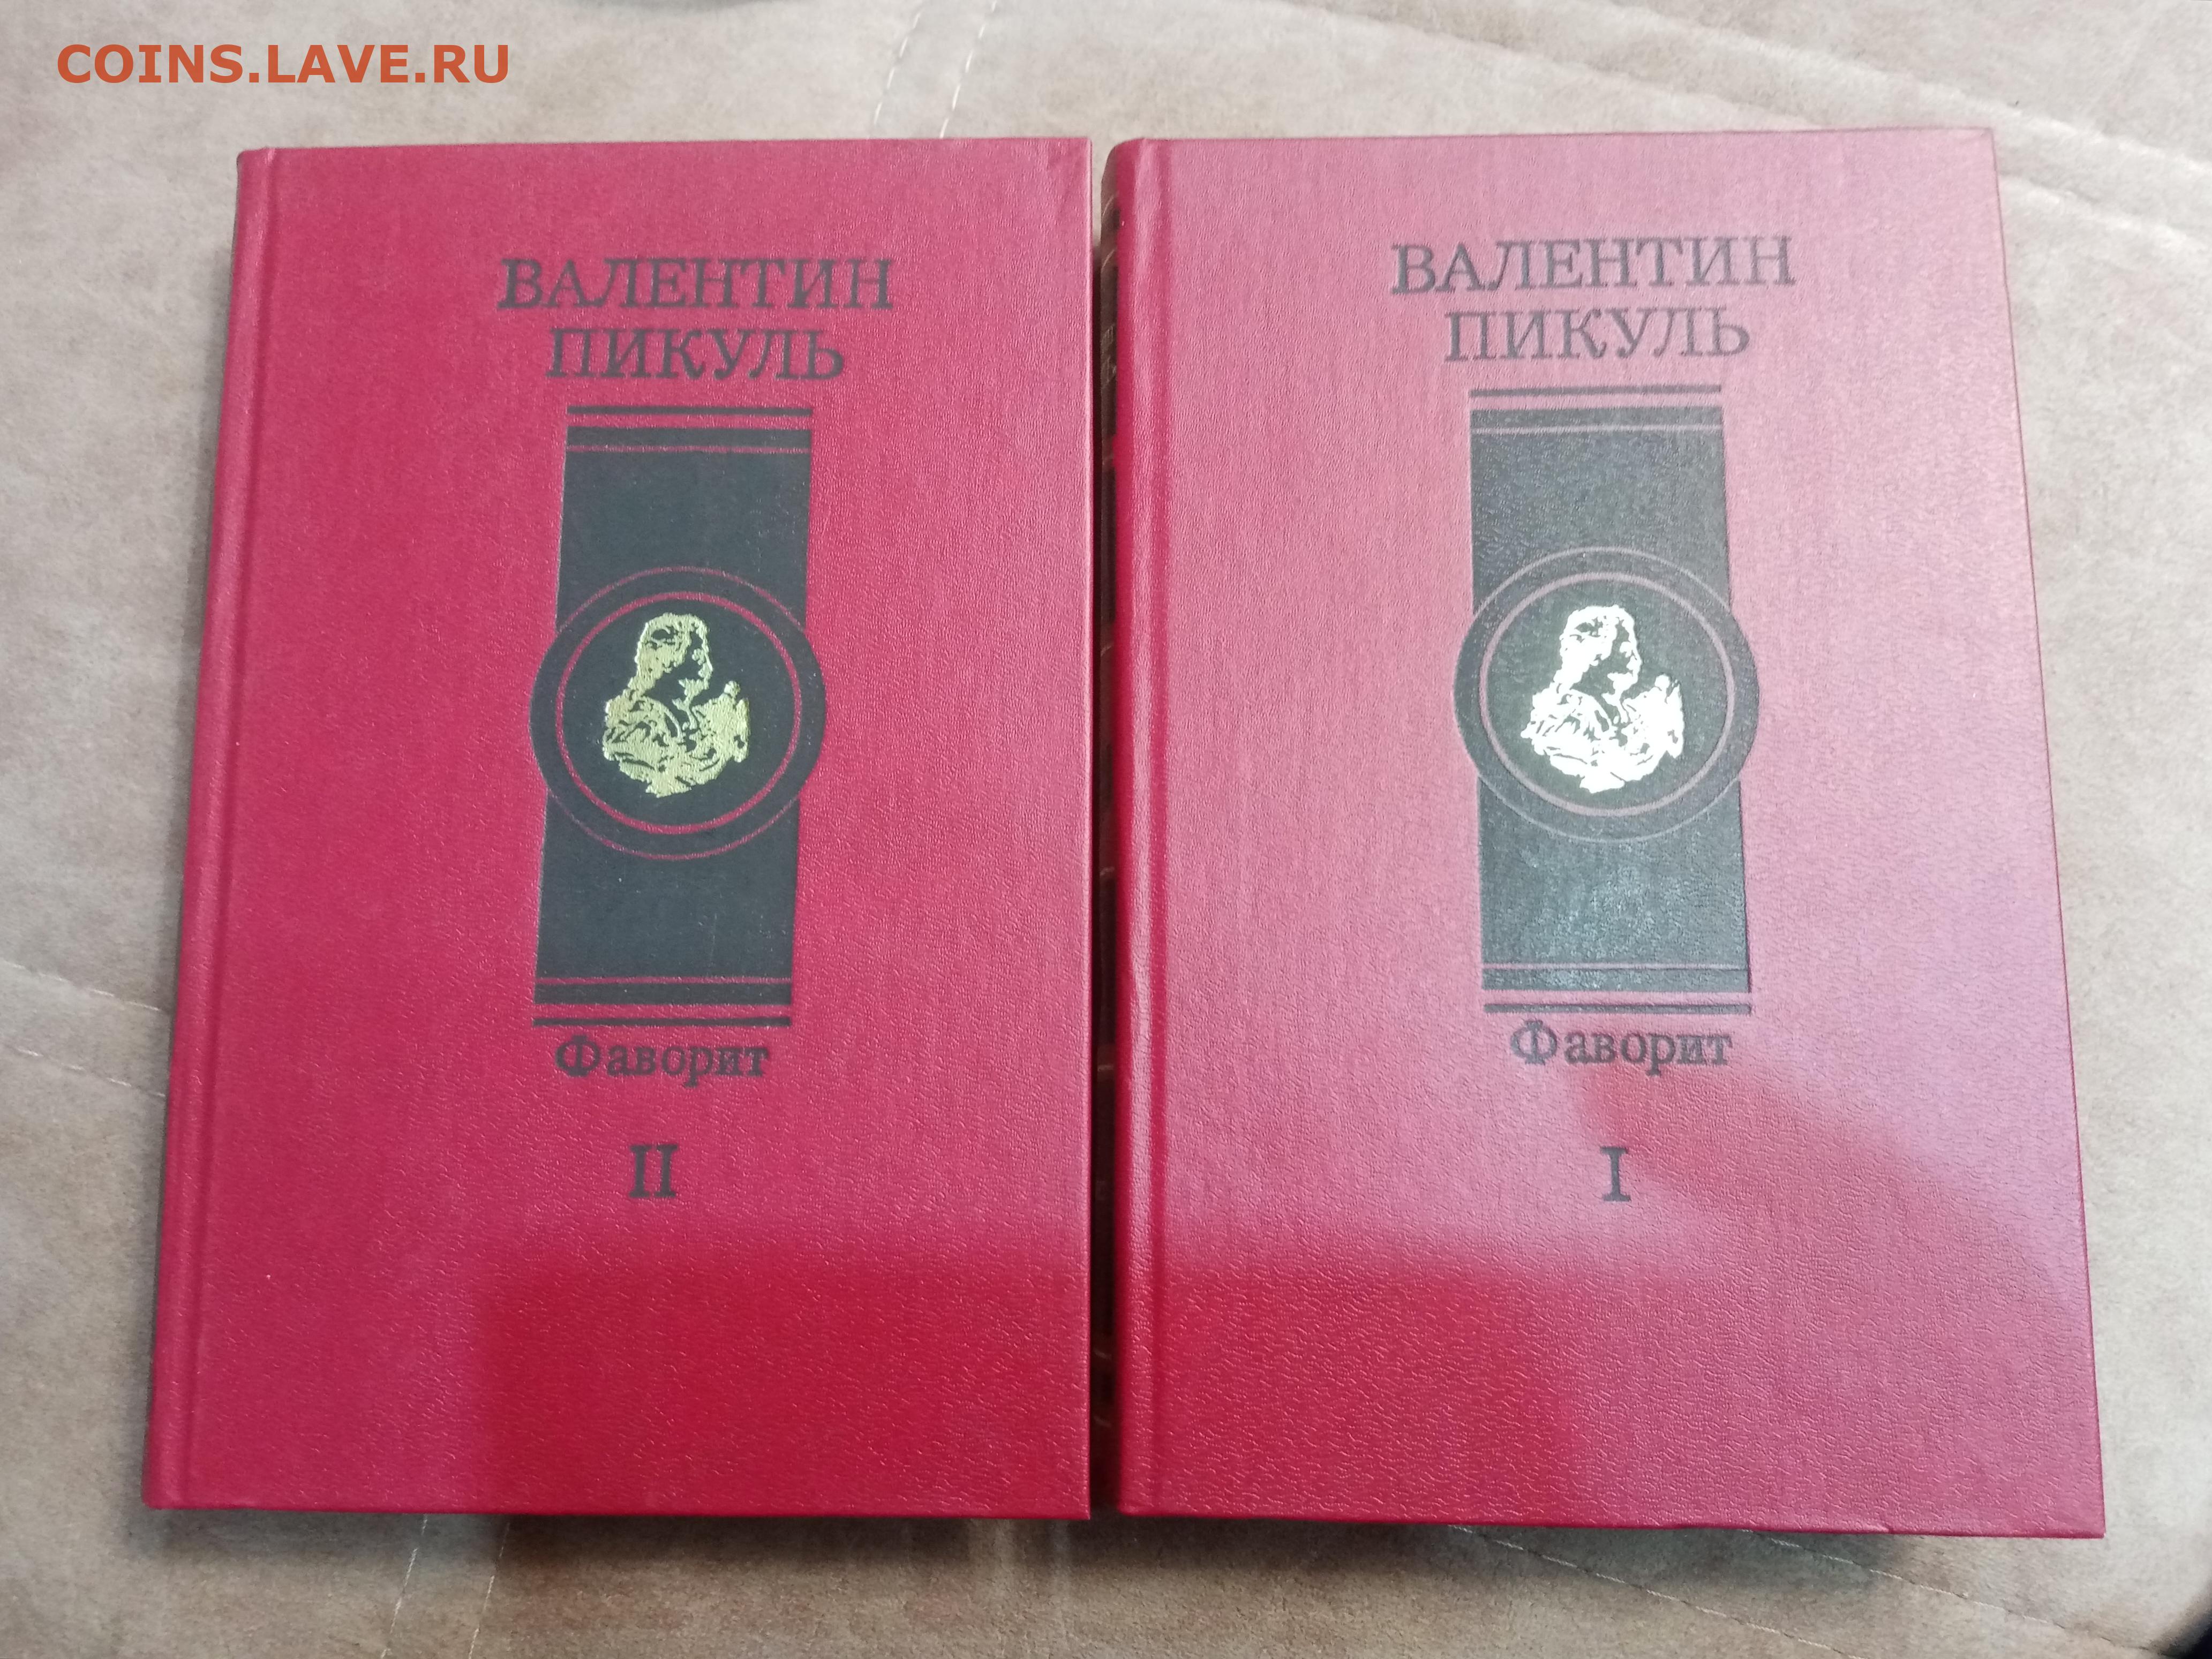 COINS.LAVE.RU
ВАЛЕНТИН
ПИКУЛЬ
Фаворит
II
ВАЛЕНТИН
ПИКУЛЬ
Фаворит
I